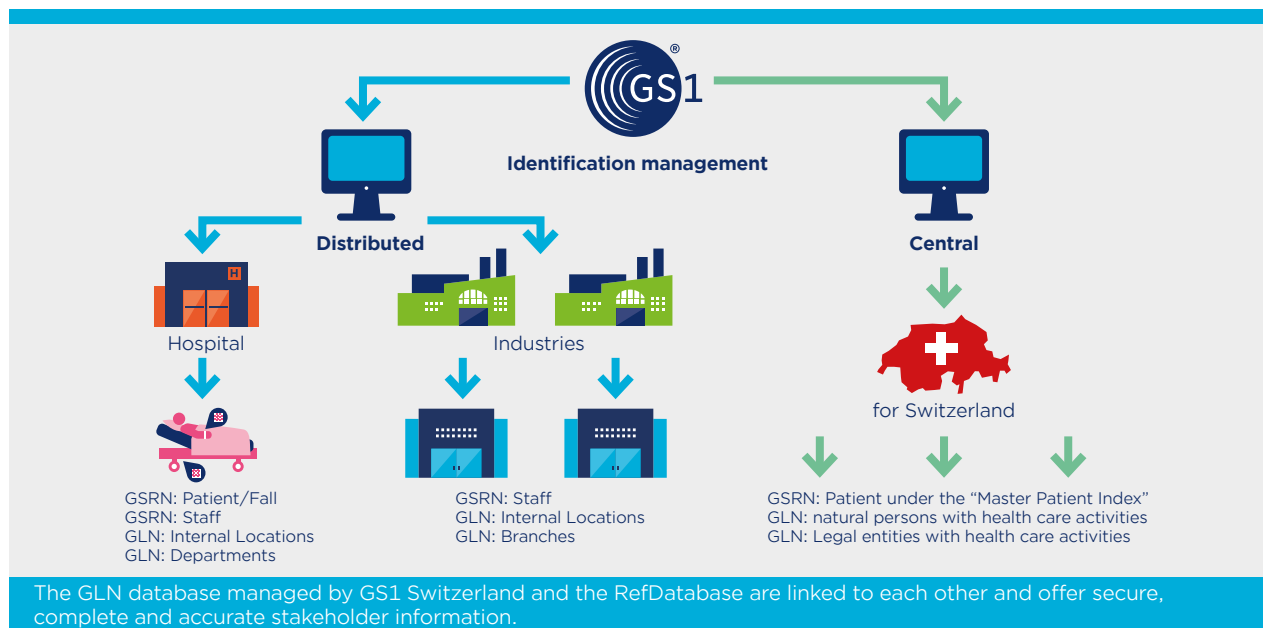 GS1®
Identification management
Distributed
Central
H
Hospital
Industries
for Switzerland
GSRN: Patient/Fall
GSRN: Staff
GLN: Internal Locations
GLN: Departments
GSRN: Staff
GLN: Internal Locations
GLN: Branches
GSRN: Patient under the “Master Patient Index”
GLN: natural persons with health care activities
GLN: Legal entities with health care activities
The GLN database managed by GS1 Switzerland and the RefDatabase are linked to each other and offer secure,
complete and accurate stakeholder information.